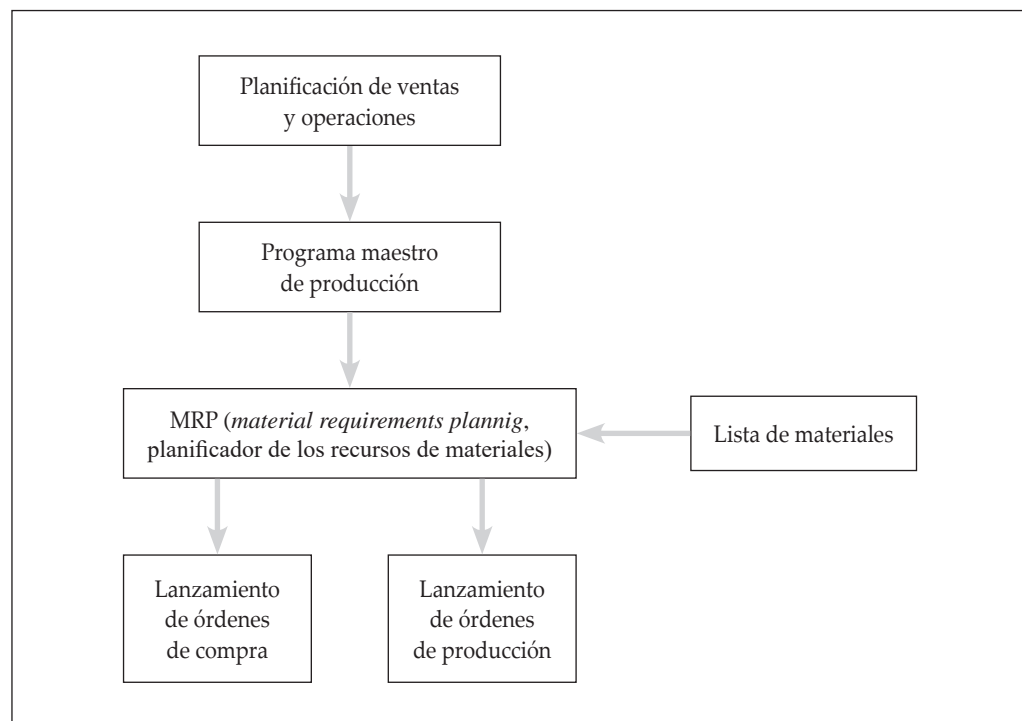 Planificación de ventas
y operaciones
Programa maestro
de producción
MRP (material requirements plannig,
planificador de los recursos de materiales)
Lista de materiales
Lanzamiento
de órdenes
de compra
Lanzamiento
de órdenes
de producción